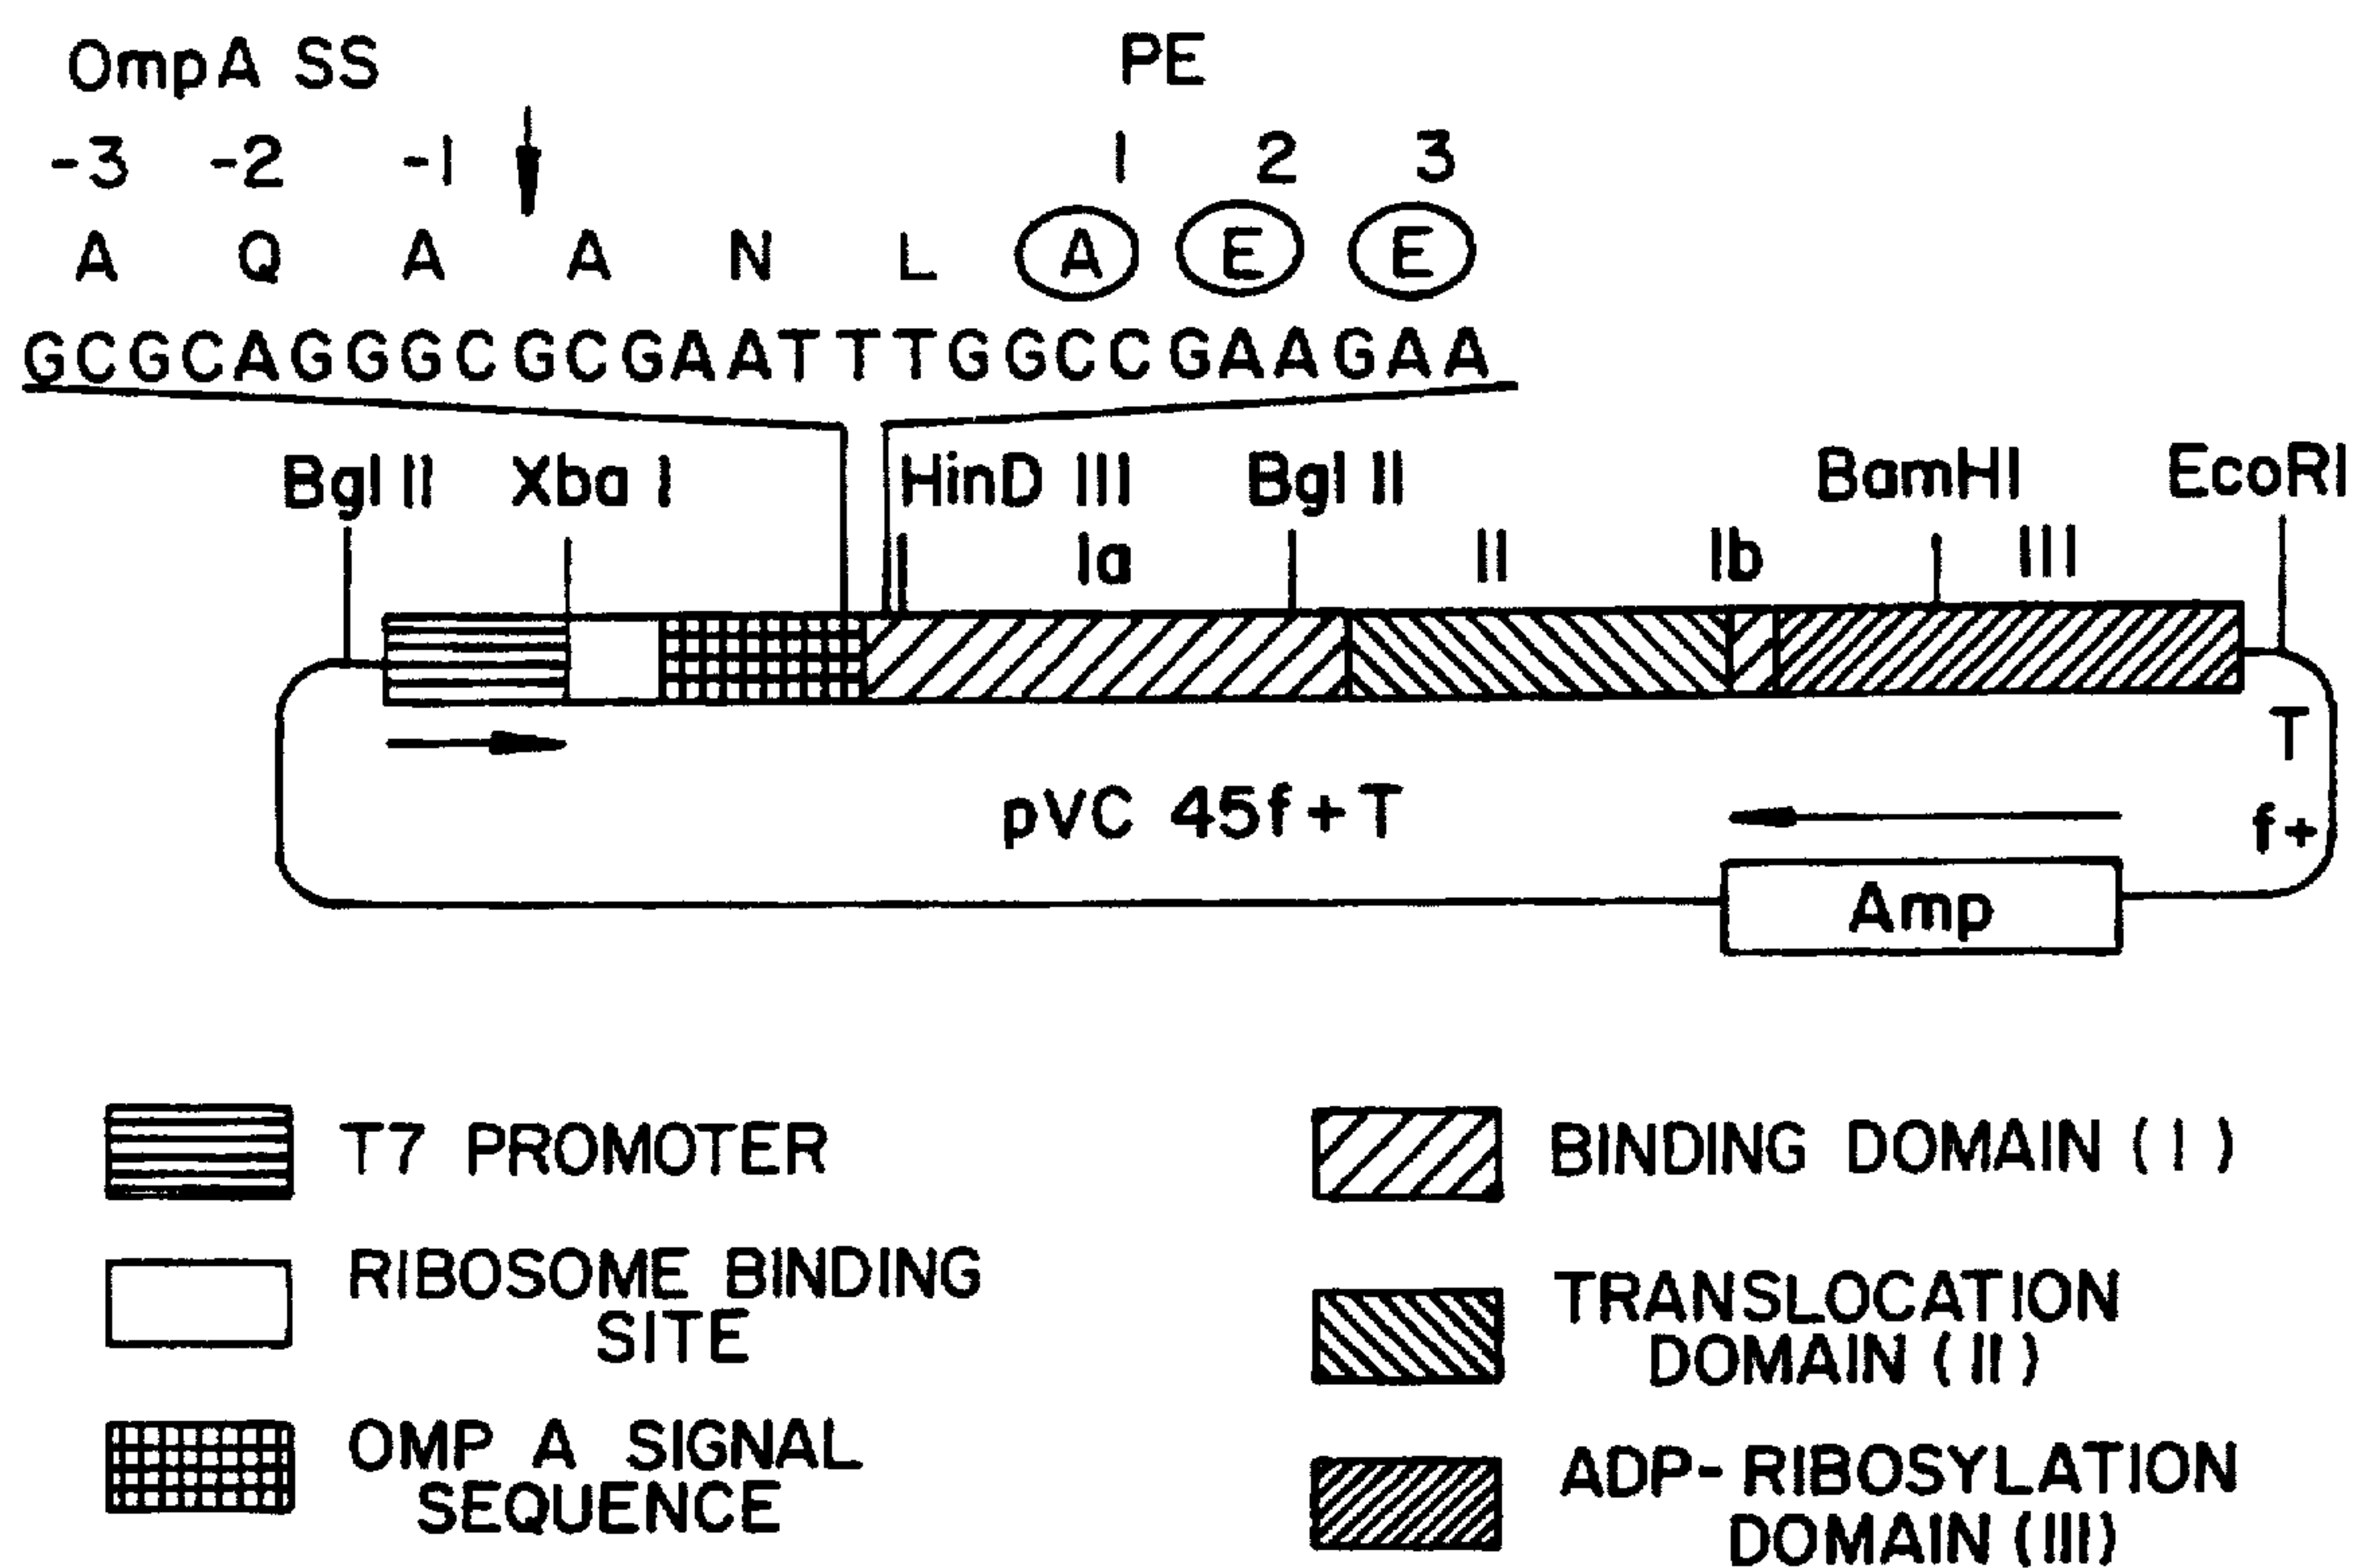 OmpA SS PE
-3 -2 -1 1 2 3
A Q A A N L A E E
GCGCAGGGCGCGAATTTGGCCGAAGAA
Bgl II Xba I HinD III Bgl II BamHI EcoRI
Ia II Ib III
T
pVC 45f+T
f+
Amp
T7 PROMOTER
BINDING DOMAIN (I)
RIBOSOME BINDING
SITE
TRANSLOCATION
DOMAIN (II)
OMP A SIGNAL
SEQUENCE
ADP-RIBOSYLATION
DOMAIN (III)